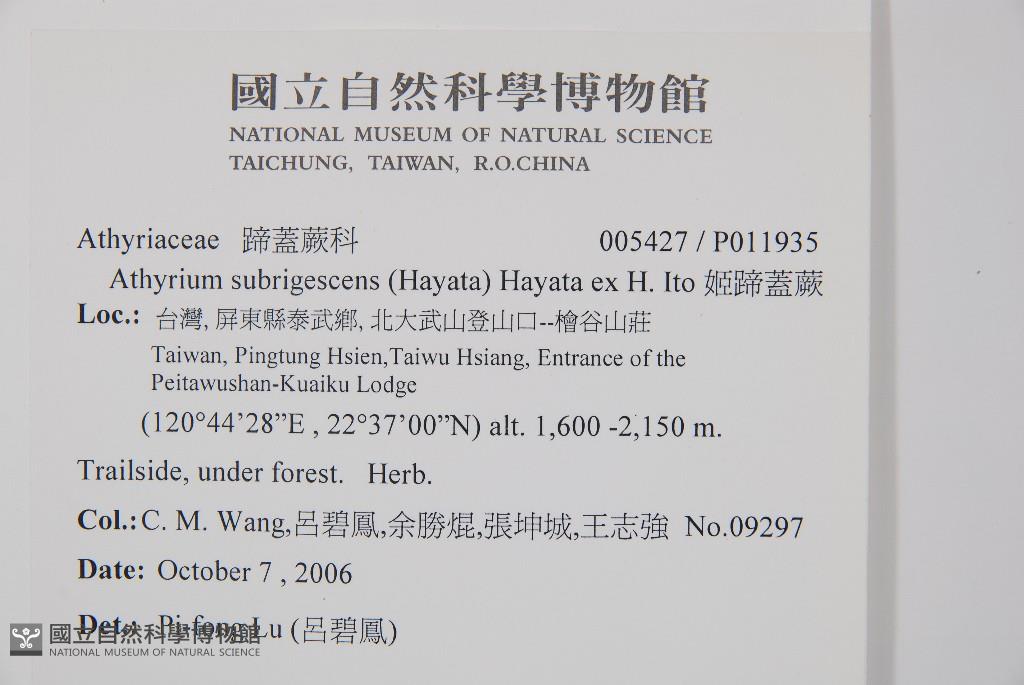 國立自然科學博物館
NATIONAL MUSEUM OF NATURAL SCIENCE
TAICHUNG, TAIWAN, R.O.CHINA
Athyriaceae 蹄蓋蕨科 005427 / P011935
Athyrium subrigescens (Hayata) Hayata ex H. Ito 姬蹄蓋蕨
Loc.: 台灣, 屏東縣泰武鄉, 北大武山登山口--檜谷山莊
Taiwan, Pingtung Hsien,Taiwu Hsiang, Entrance of the
Peitawushan-Kuaiku Lodge
(120°44’28”E , 22°37’00”N) alt. 1,600 -2,150 m.
Trailside, under forest. Herb.
Col.: C. M. Wang,呂碧鳳,余勝焜,張坤城,王志強 No.09297
Date: October 7 , 2006
Det.: Pi-fong Lu (呂碧鳳)
國立自然科學博物館
NATIONAL MUSEUM OF NATURAL SCIENCE